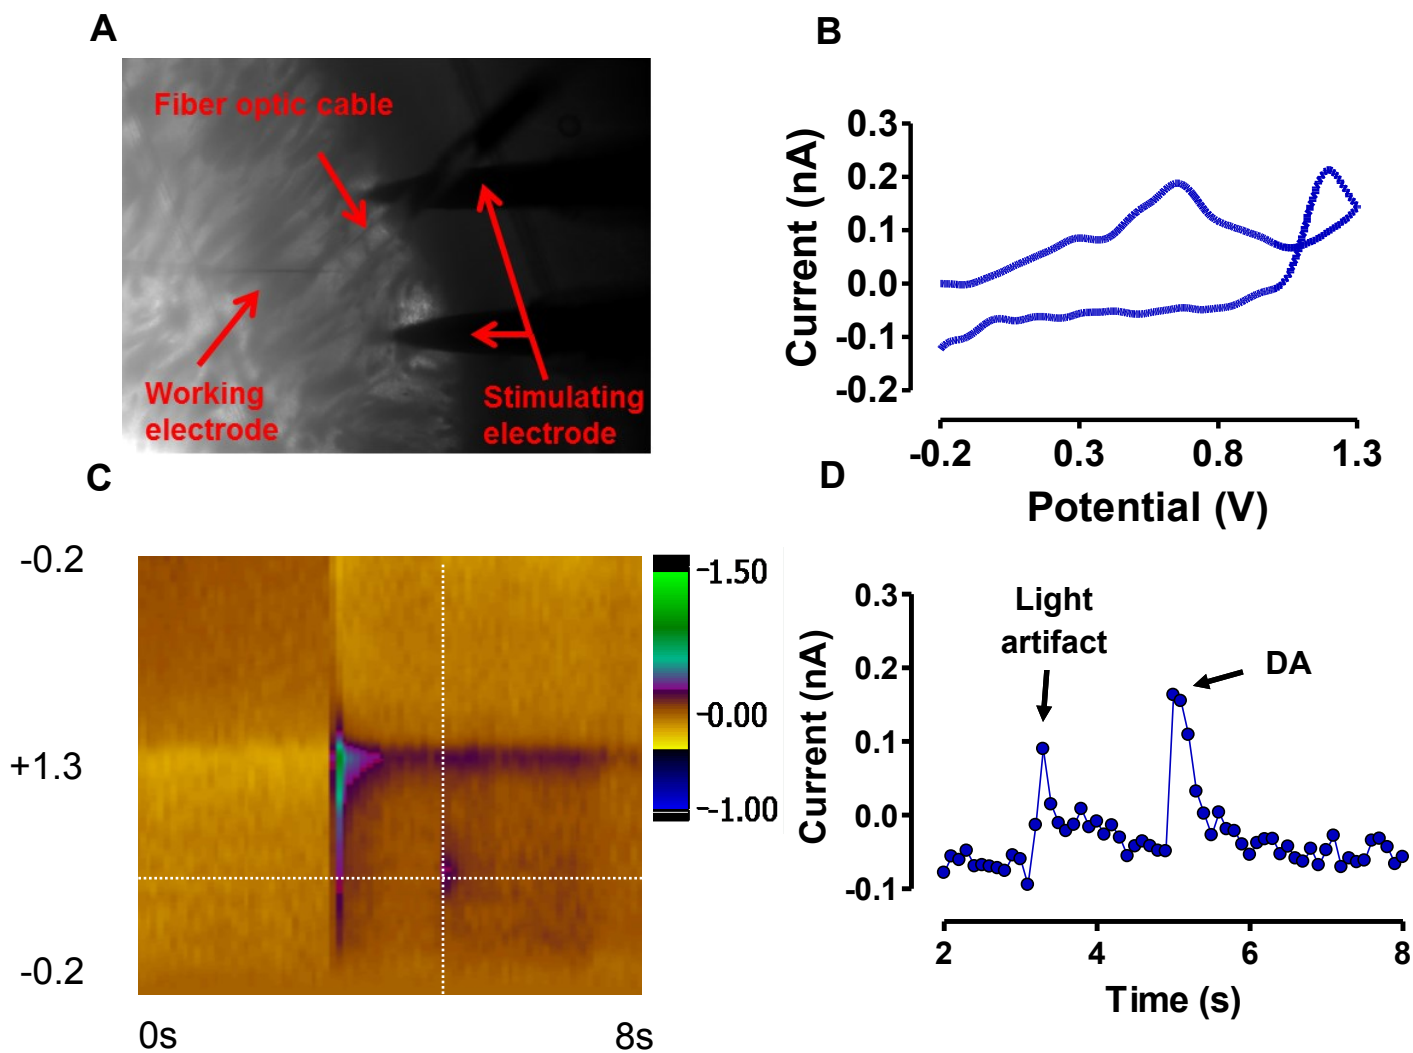 A
Fiber optic cable
Working
electrode
Stimulating
electrode
B
Current (nA)
0.3
0.2
0.1
0.0
-0.1
-0.2
-0.2
0.3
0.8
1.3
Potential (V)
C
-0.2
+1.3
-0.2
0s
8s
1.50
0.00
-1.00
D
Current (nA)
0.3
0.2
0.1
0.0
-0.1
Light
artifact
DA
2
4
6
8
Time (s)